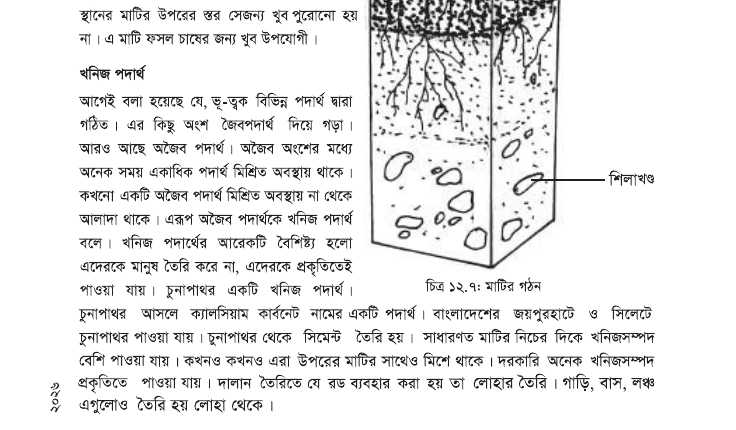 স্থানের মাটির উপরের স্তর সেজন্য খুব পুরোনো হয়
না। এ মাটি ফসল চাষের জন্য খুব উপযোগী।
খনিজ পদার্থ
আগেই বলা হয়েছে যে, ভূ-ত্বক বিভিন্ন পদার্থ দ্বারা
গঠিত। এর কিছু অংশ জৈবপদার্থ দিয়ে গড়া।
আরও আছে অজৈব পদার্থ। অজৈব অংশের মধ্যে
অনেক সময় একাধিক পদার্থ মিশ্রিত অবস্থায় থাকে।
কখনো একটি অজৈব পদার্থ মিশ্রিত অবস্থায় না থেকে
আলাদা থাকে। এরূপ অজৈব পদার্থকে খনিজ পদার্থ
বলে। খনিজ পদার্থের আরেকটি বৈশিষ্ট্য হলো
এদেরকে মানুষ তৈরি করে না, এদেরকে প্রকৃতিতেই
পাওয়া যায়। চুনাপাথর একটি খনিজ পদার্থ।
শিলাখণ্ড
চিত্র ১২.৭: মাটির গঠন
চুনাপাথর আসলে ক্যালসিয়াম কার্বনেট নামের একটি পদার্থ। বাংলাদেশের জয়পুরহাটে ও সিলেটে
চুনাপাথর পাওয়া যায়। চুনাপাথর থেকে সিমেন্ট তৈরি হয়। সাধারণত মাটির নিচের দিকে খনিজসম্পদ
বেশি পাওয়া যায়। কখনও কখনও এরা উপরের মাটির সাথেও মিশে থাকে। দরকারি অনেক খনিজসম্পদ
প্রকৃতিতে পাওয়া যায়। দালান তৈরিতে যে রড ব্যবহার করা হয় তা লোহার তৈরি। গাড়ি, বাস, লঞ্চ
এগুলোও তৈরি হয় লোহা থেকে।
২০২৬